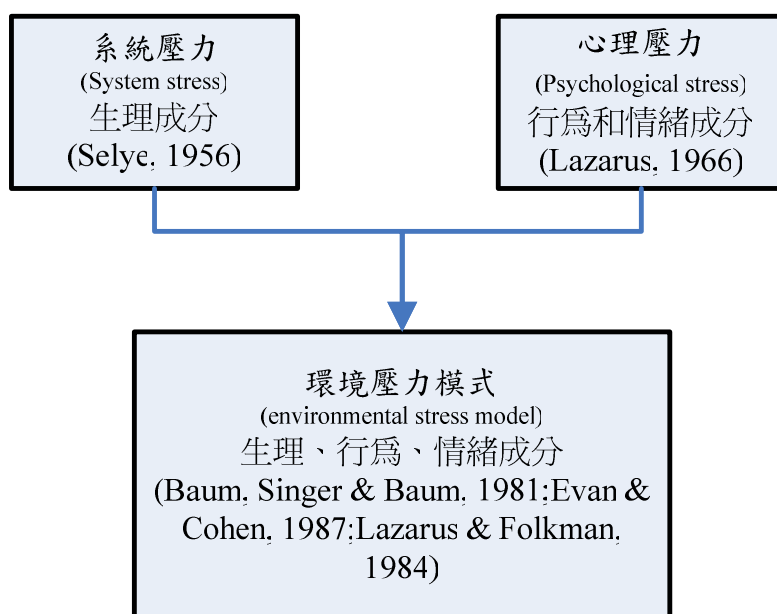 系統壓力
(System stress)
生理成分
(Selye, 1956)
心理壓力
(Psychological stress)
行爲和情緒成分
(Lazarus, 1966)
環境壓力模式
(environmental stress model)
生理、行爲、情緒成分
(Baum, Singer & Baum, 1981;Evan &
Cohen, 1987;Lazarus & Folkman,
1984)